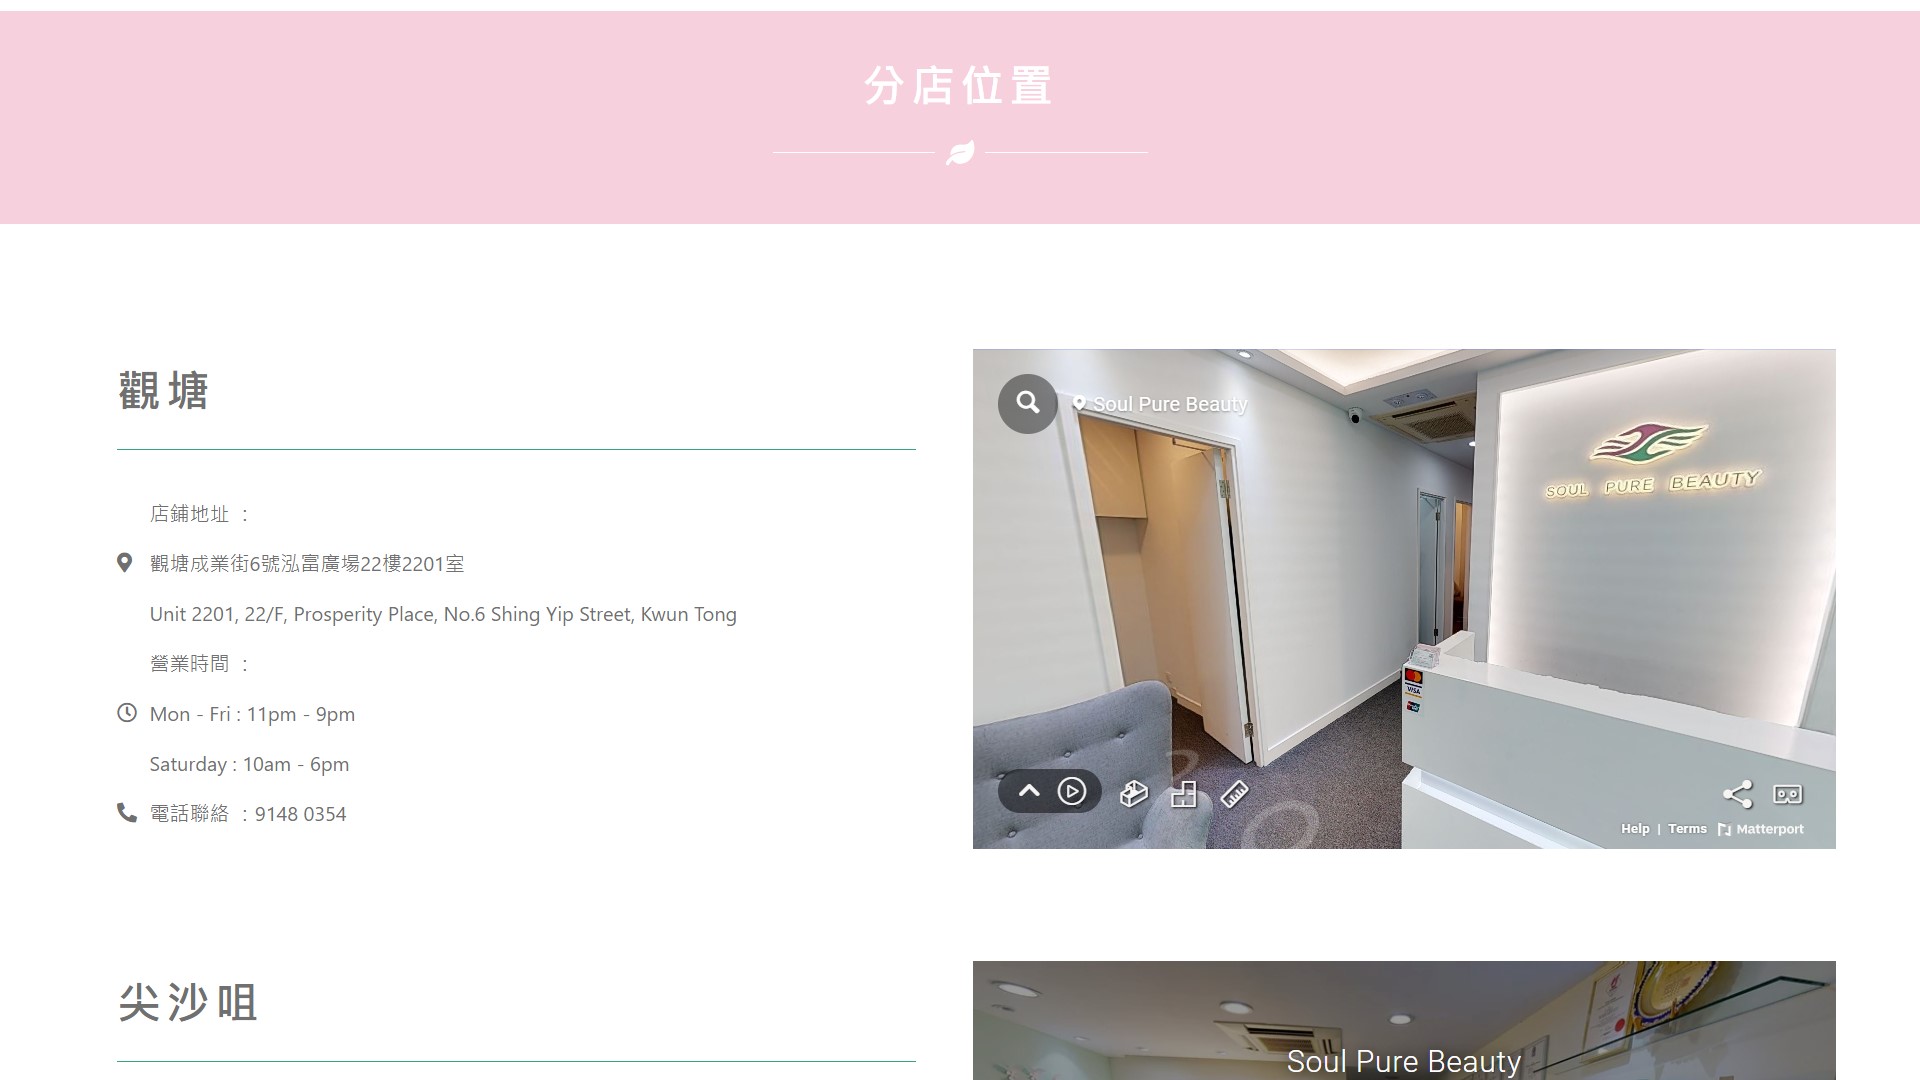 分店位置
觀塘
店鋪地址 ：
觀塘成業街6號泓富廣場22樓2201室
Unit 2201, 22/F, Prosperity Place, No.6 Shing Yip Street, Kwun Tong
營業時間 ：
Mon - Fri : 11pm - 9pm
Saturday : 10am - 6pm
電話聯絡 ：9148 0354
Soul Pure Beauty
SOUL PURE BEAUTY
VISA
Help | Terms Matterport
尖沙咀
Soul Pure Beauty